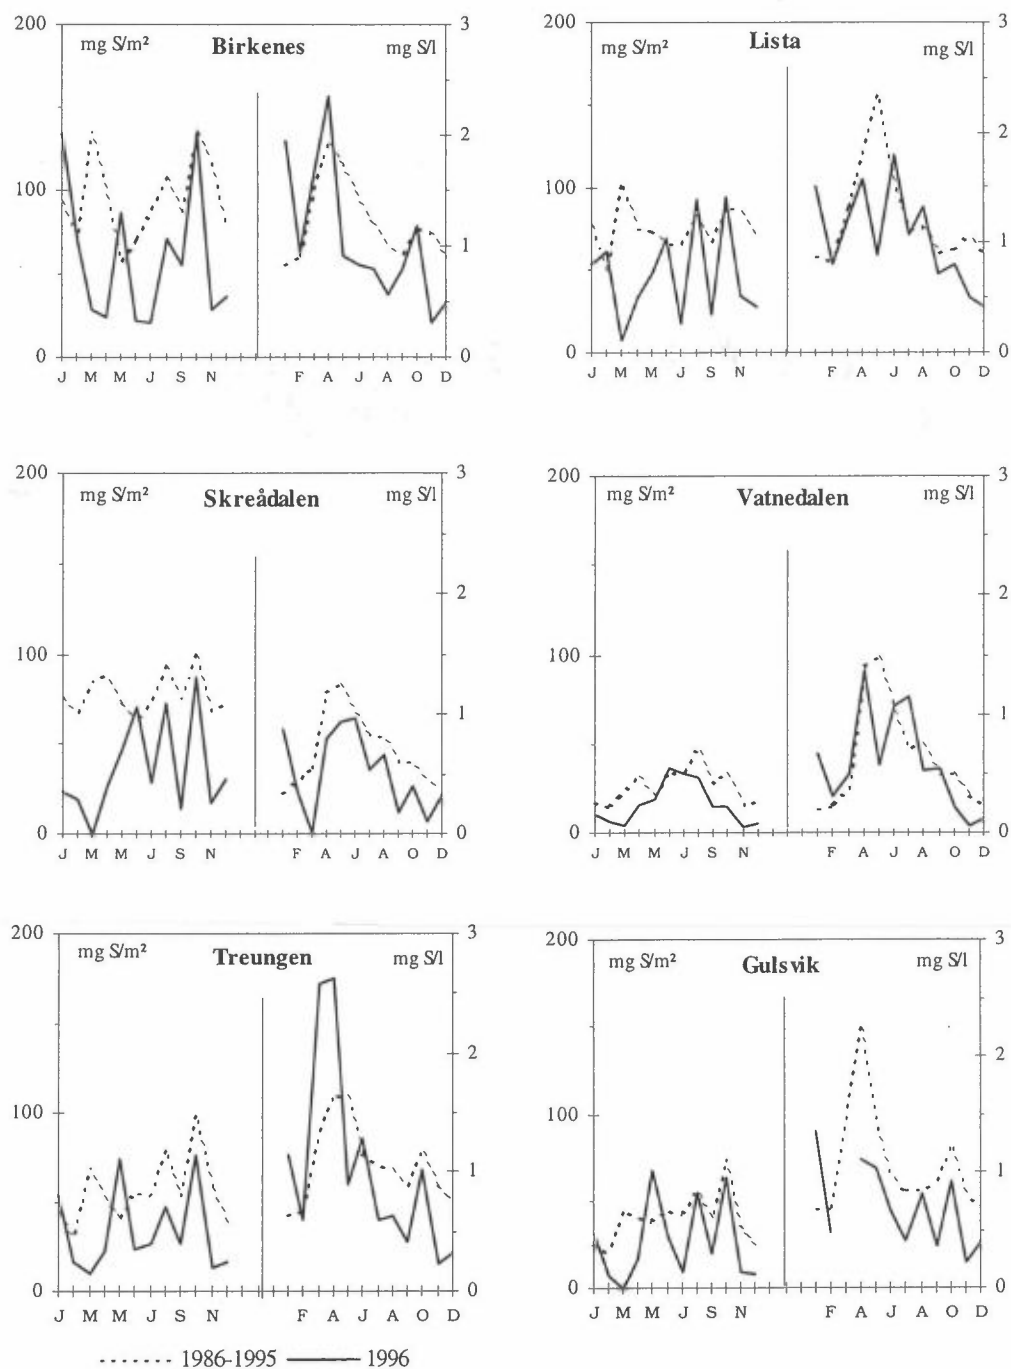 200 3 200 3
mg S/m² Birkenes mg S/l mg S/m² Lista mg S/l
2 2
100 100
1 1
0 0 0 0
J M M J S N F A J A O D J M M J S N F A J A O D
200 3 200 3
mg S/m² Skreådalen mg S/l mg S/m² Vatnedalen mg S/l
2 2
100 100
1 1
0 0 0 0
J M M J S N F A J A O D J M M J S N F A J A O D
200 3 200 3
mg S/m² Treungen mg S/l mg S/m² Gulsvik mg S/l
2 2
100 100
1 1
0 0 0 0
J M M J S N F A J A O D J M M J S N F A J A O D
1986-1995 1996